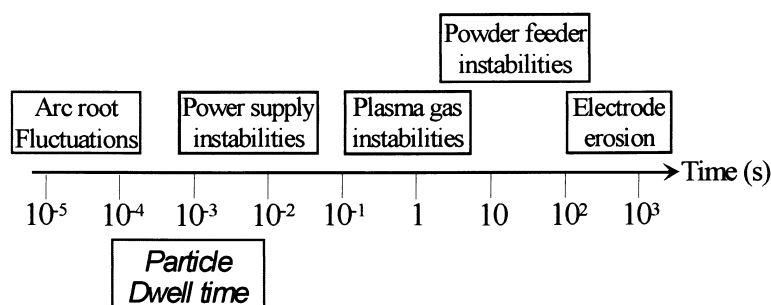 Powder feeder
instabilities
Arc root
Fluctuations
Power supply
instabilities
Plasma gas
instabilities
Electrode
erosion
Time (s)
10⁻⁵ 10⁻⁴ 10⁻³ 10⁻² 10⁻¹ 1 10 10² 10³
Particle
Dwell time